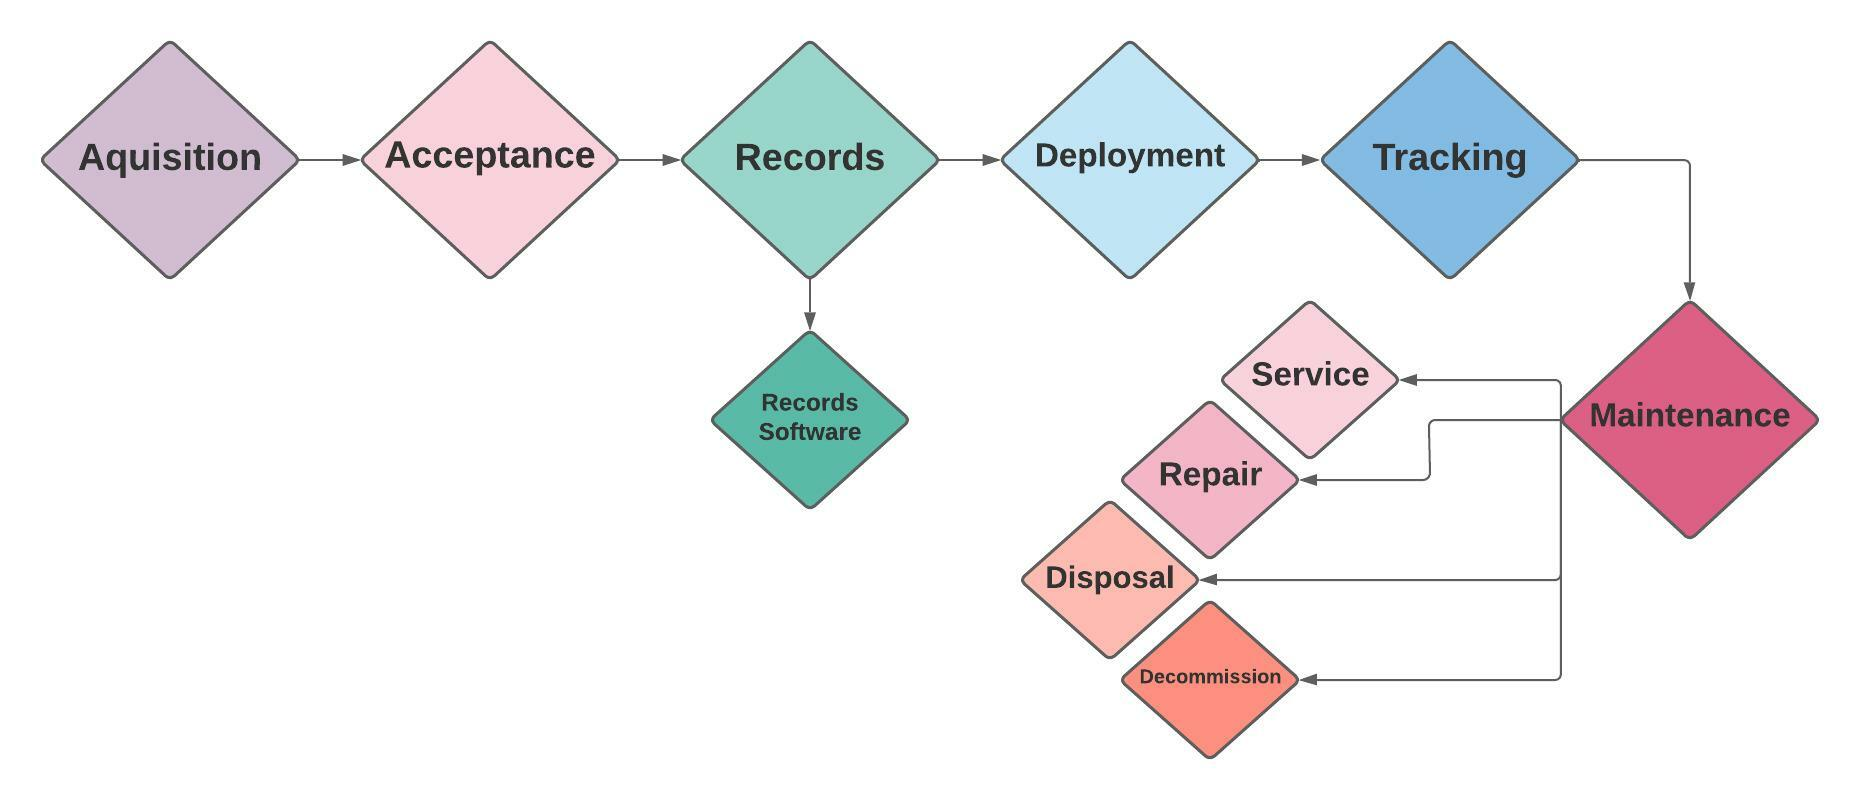 Aquisition
Acceptance
Records
Deployment
Tracking
Records
Software
Service
Maintenance
Repair
Disposal
Decommission